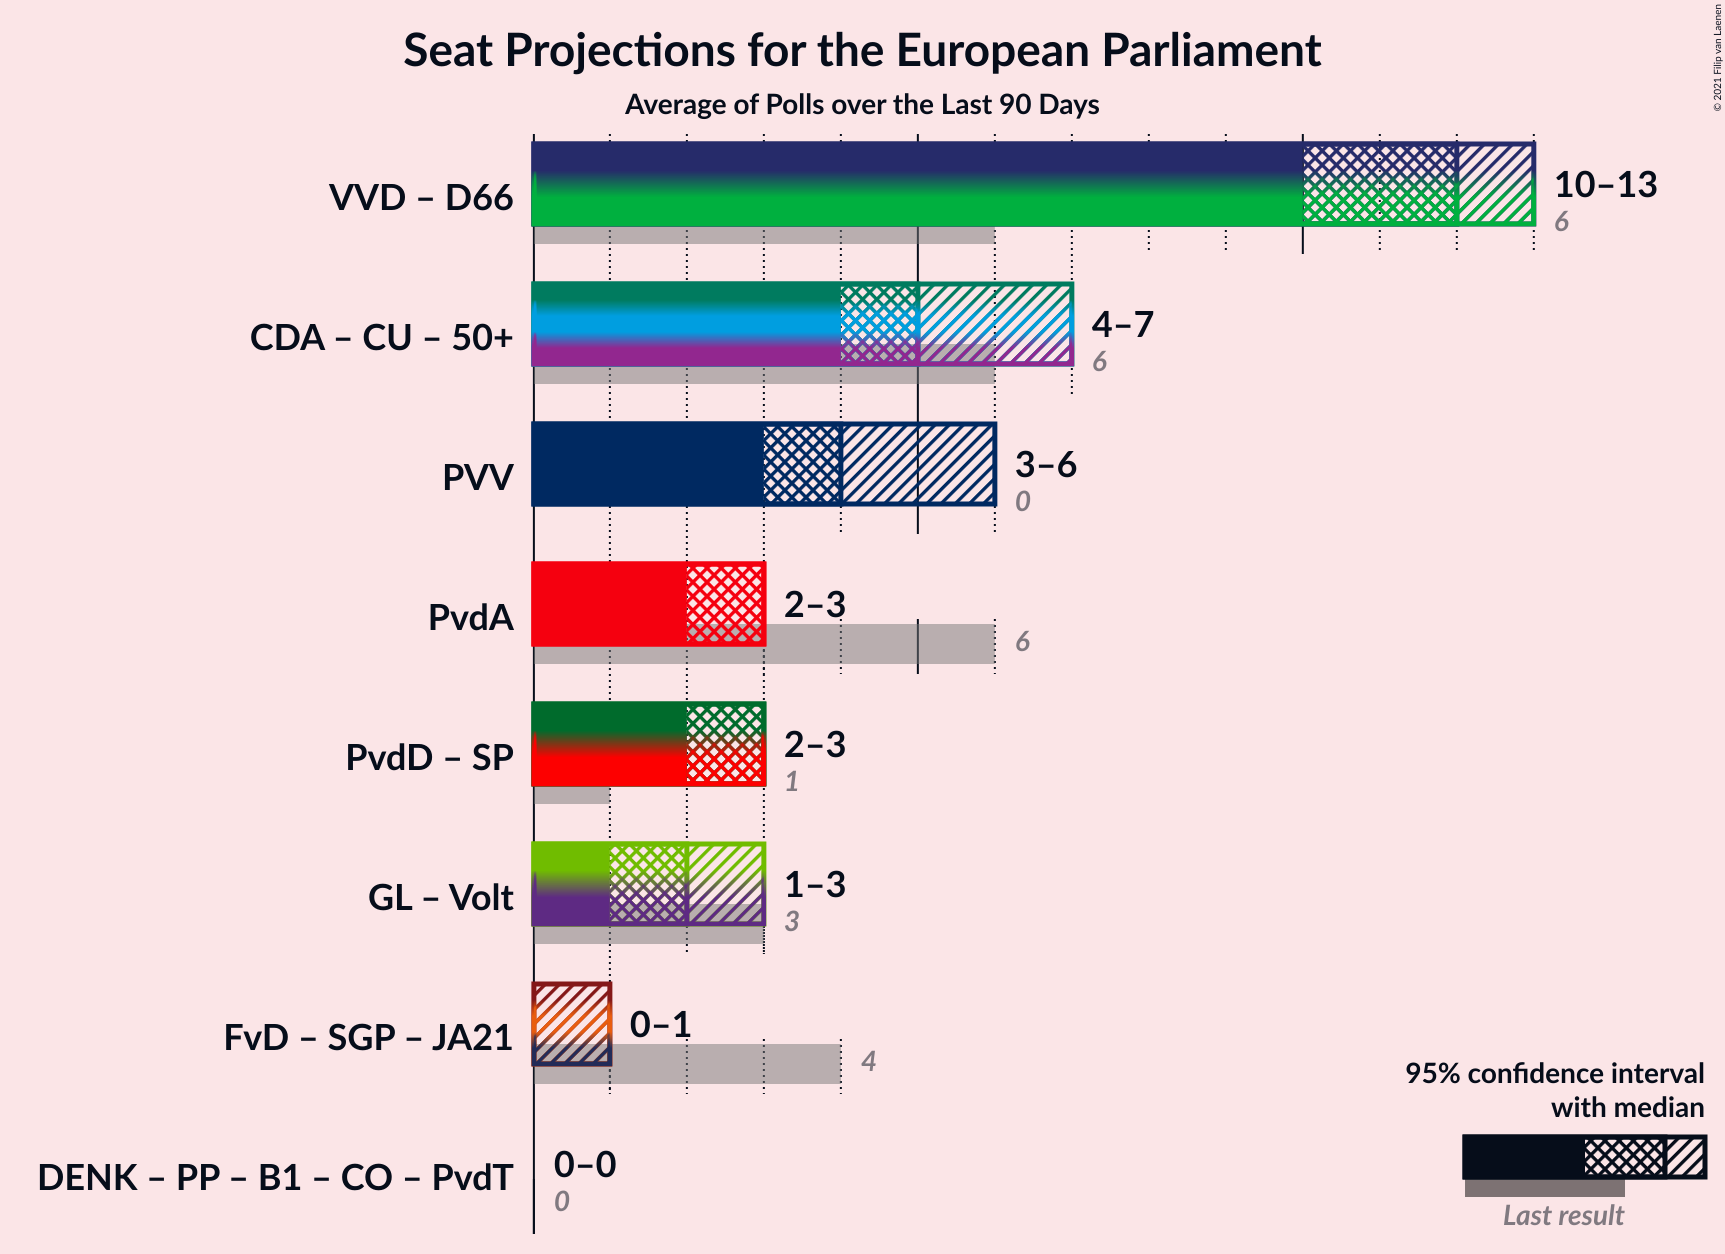 Seat Projections for the European Parliament
Average of Polls over the Last 90 Days
© 2021 Filip van Laenen
VVD – D66
10–13
6
CDA – CU – 50+
4–7
6
PVV
3–6
0
PvdA
2–3
6
PvdD – SP
2–3
1
GL – Volt
1–3
3
FvD – SGP – JA21
0–1
4
DENK – PP – B1 – CO – PvdT
0–0
0
95% confidence interval
with median
Last result